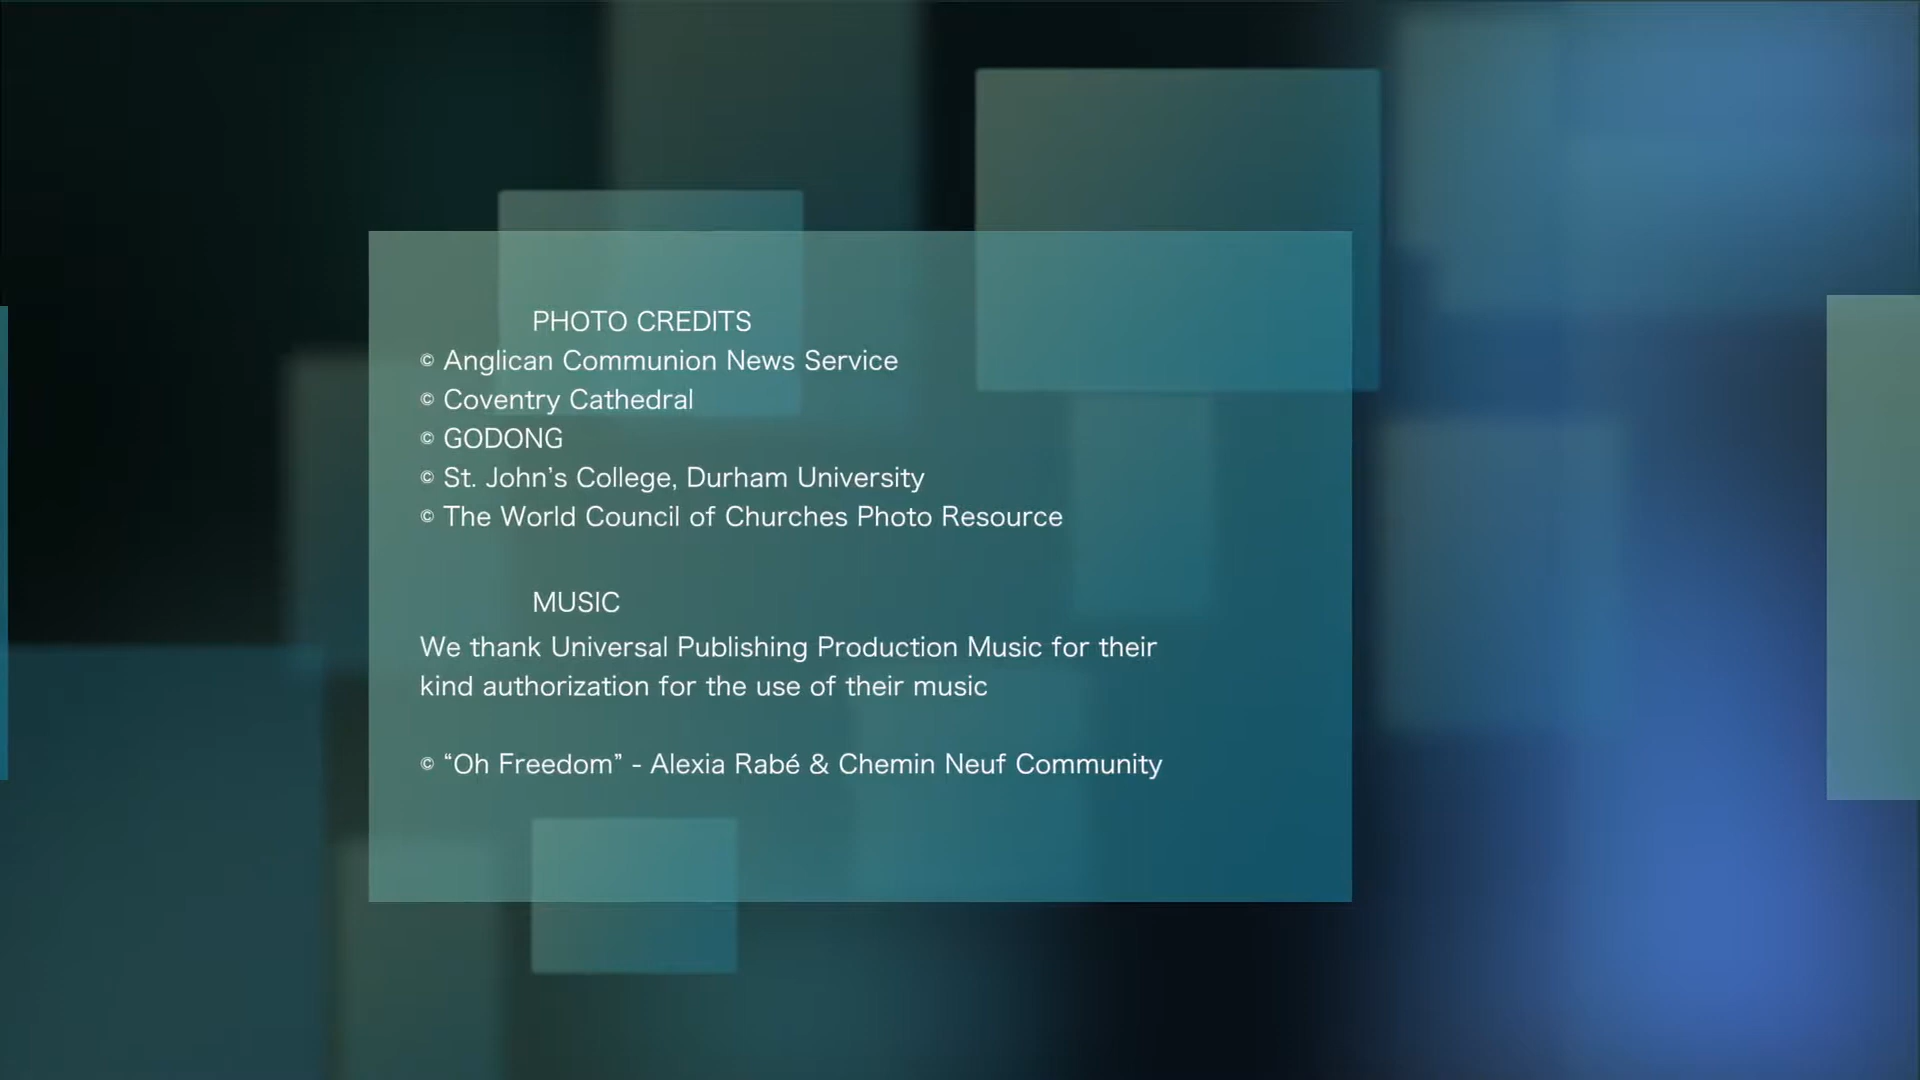 PHOTO CREDITS
© Anglican Communion News Service
© Coventry Cathedral
© GODONG
© St. John’s College, Durham University
© The World Council of Churches Photo Resource
MUSIC
We thank Universal Publishing Production Music for their
kind authorization for the use of their music
© “Oh Freedom” - Alexia Rabé & Chemin Neuf Community